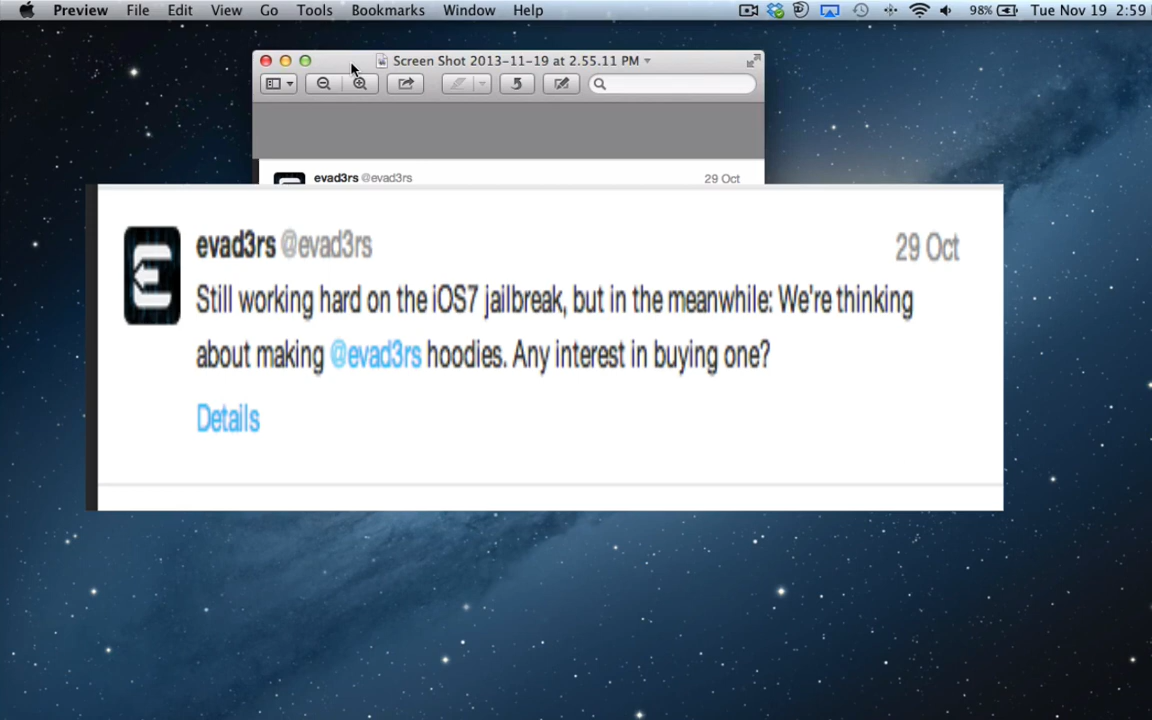 Preview File Edit View Go Tools Bookmarks Window Help 98% Tue Nov 19 2:59
Screen Shot 2013-11-19 at 2.55.11 PM
evad3rs @evad3rs 29 Oct
evad3rs @evad3rs 29 Oct
Still working hard on the iOS7 jailbreak, but in the meanwhile: We're thinking
about making @evad3rs hoodies. Any interest in buying one?
Details